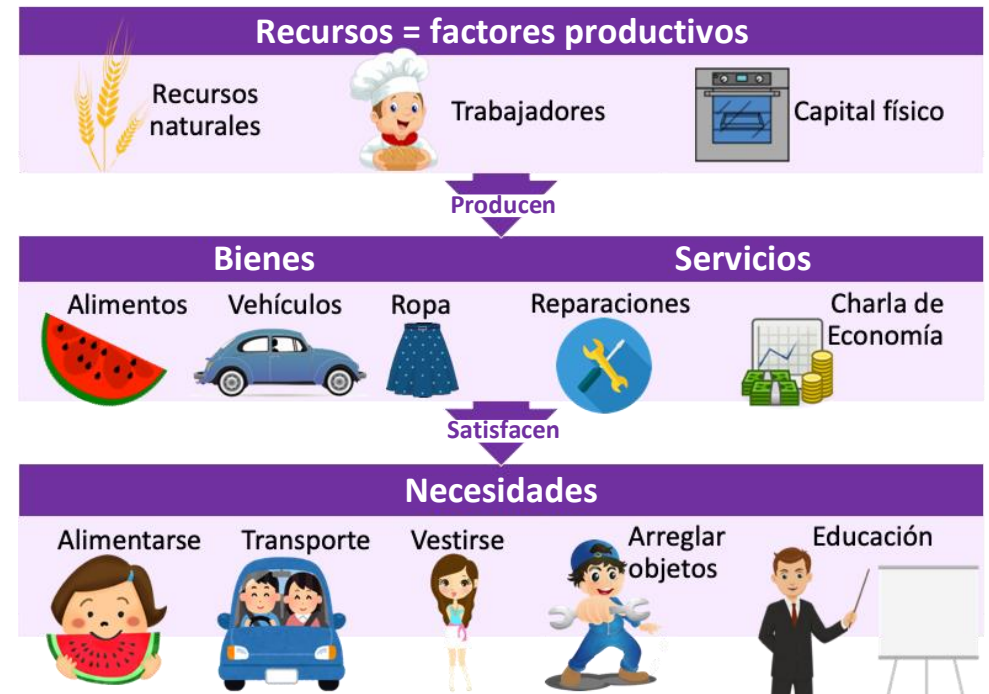 Recursos = factores productivos
Recursos
naturales
Trabajadores
Capital físico
Producen
Bienes
Servicios
Alimentos
Vehículos
Ropa
Reparaciones
Charla de
Economía
Satisfacen
Necesidades
Alimentarse
Transporte
Vestirse
Arreglar
objetos
Educación